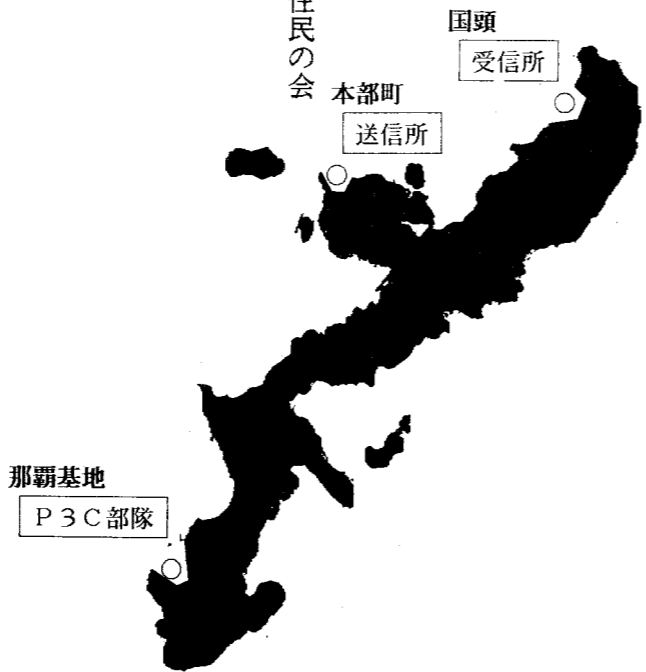 住民の会
国頭
受信所
本部町
送信所
那覇基地
P3C部隊